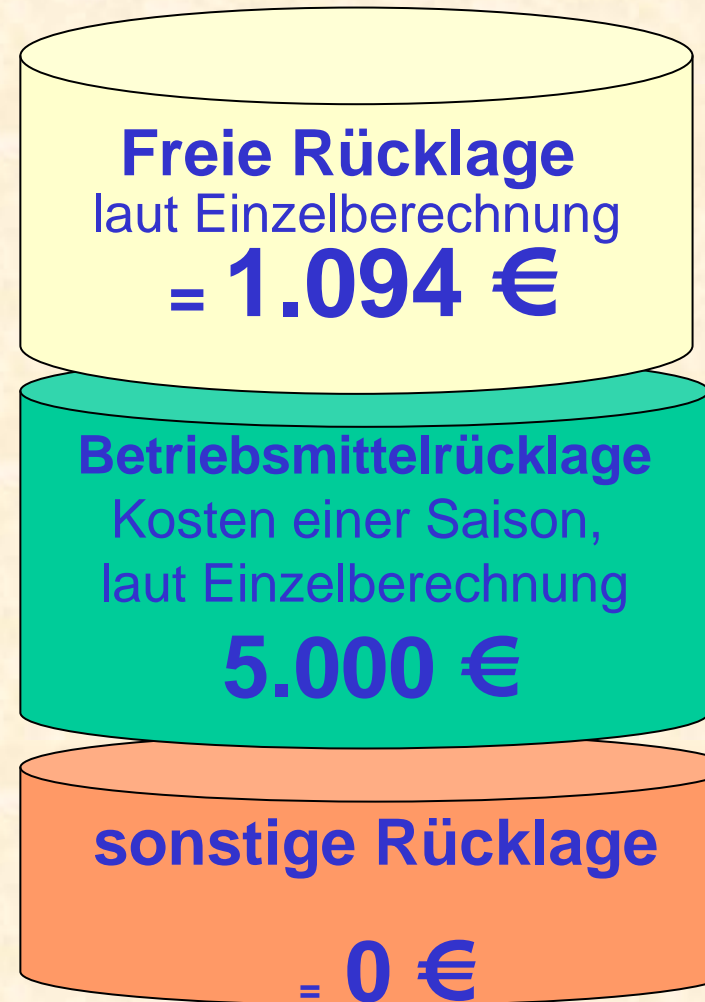 Freie Rücklage
laut Einzelberechnung
= 1.094 €
Betriebsmittelrücklage
Kosten einer Saison,
laut Einzelberechnung
5.000 €
sonstige Rücklage
= 0 €